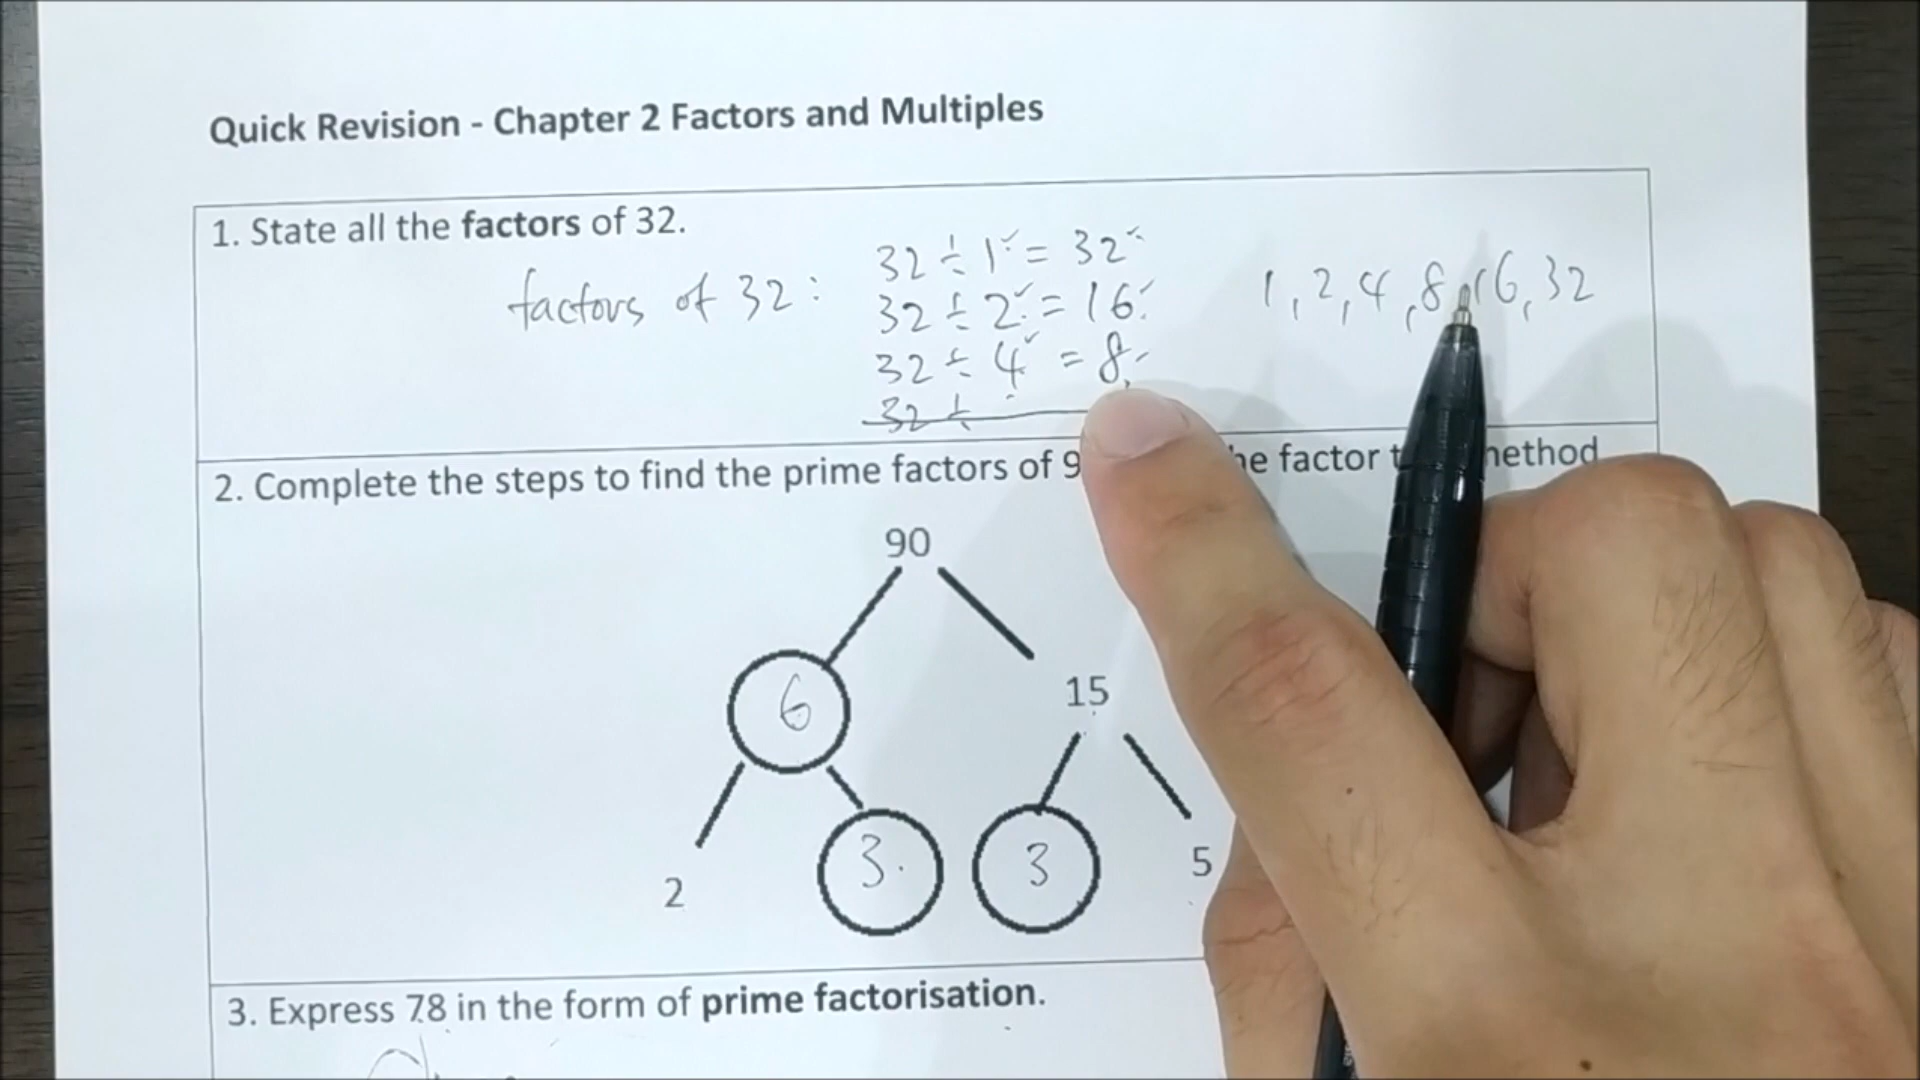 Quick Revision - Chapter 2 Factors and Multiples
1. State all the factors of 32.
factors of 32 :
32 ÷ 1 = 32
32 ÷ 2 = 16
32 ÷ 4 = 8
32 ÷
1, 2, 4, 8, 16, 32
2. Complete the steps to find the prime factors of 9 he factor t method
90
6 15
2 3 3 5
3. Express 78 in the form of prime factorisation.